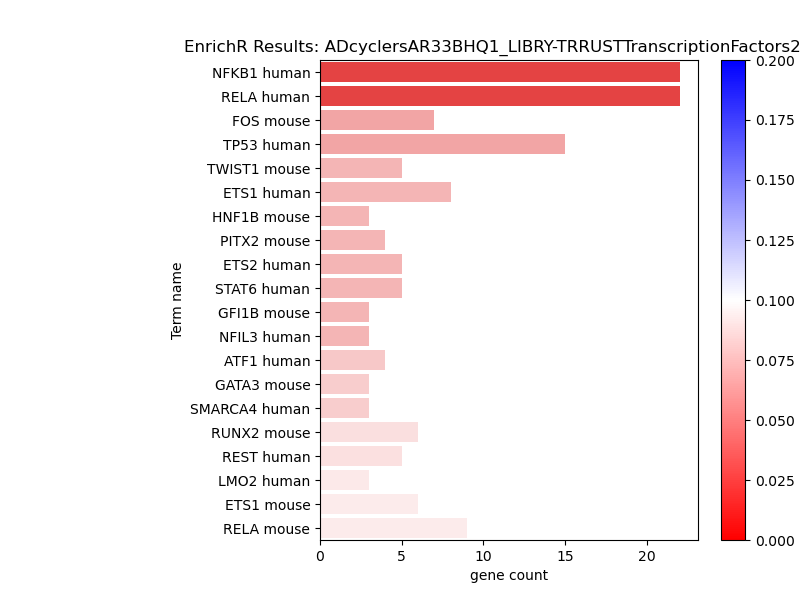 EnrichR Results: ADcyclersAR33BHQ1_LIBRY-TRRUSTTranscriptionFactors2
NFKB1 human
RELA human
FOS mouse
TP53 human
TWIST1 mouse
ETS1 human
HNF1B mouse
PITX2 mouse
ETS2 human
STAT6 human
GFI1B mouse
NFIL3 human
ATF1 human
GATA3 mouse
SMARCA4 human
RUNX2 mouse
REST human
LMO2 human
ETS1 mouse
RELA mouse
Term name
0 5 10 15 20
gene count
0.200
0.175
0.150
0.125
0.100
0.075
0.050
0.025
0.000